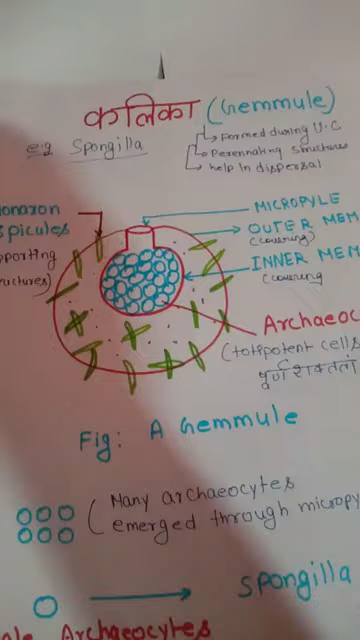 कलिका (Gemmule)
e.g Spongilla
Formed during U.C
Perennating structures
help in dispersal
MICROPYLE
OUTER MEM
(covering)
INNER MEM
(covering
spicules
Archaeoc
(totipotent cells
Fig: A Gemmule
(Many archaeocytes
emerged through micropy
Spongilla
Archaeocytes